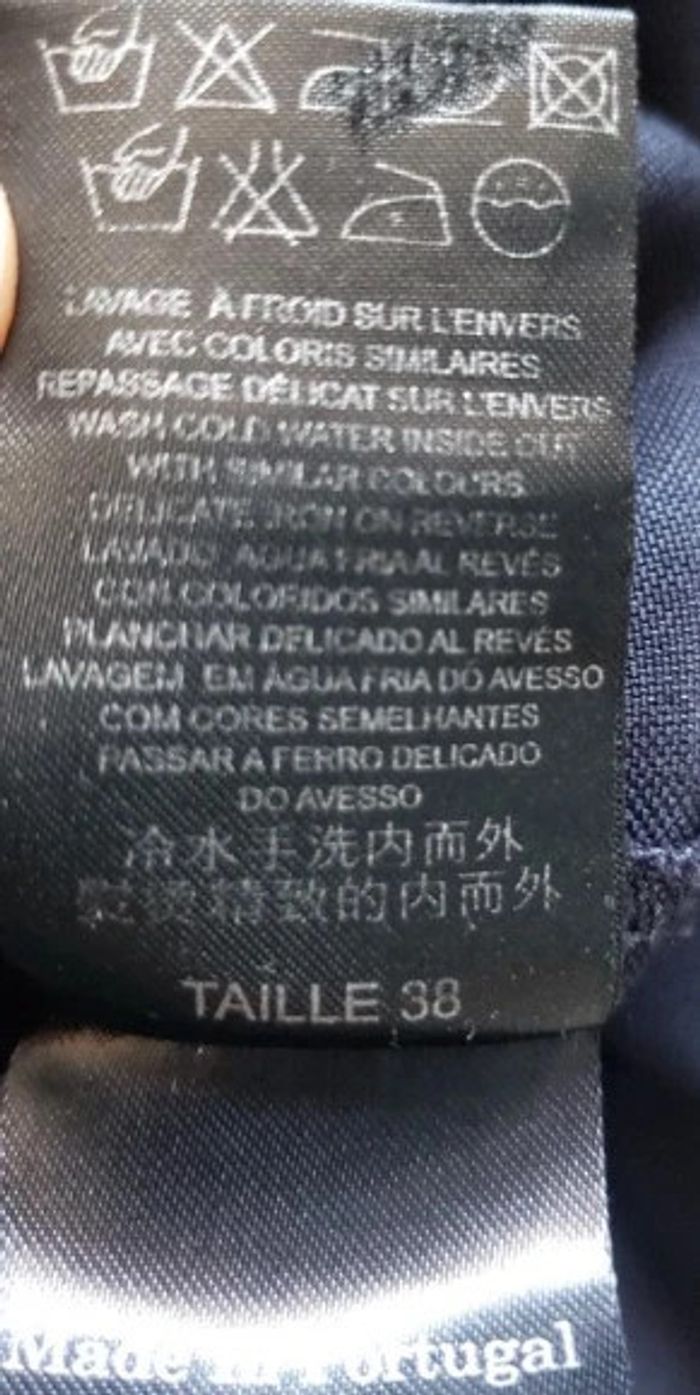 LAVAGE À FROID SUR L'ENVERS
AVEC COLORIS SIMILAIRES
REPASSAGE DÉLICAT SUR L'ENVERS
WASH COLD WATER INSIDE OUT
WITH SIMILAR COLOURS
DELICATE IRON ON REVERSE
LAVADO AGUA FRIA AL REVÉS
CON COLORIDOS SIMILARES
PLANCHAR DELICADO AL REVÉS
LAVAGEM EM ÁGUA FRIA DO AVESSO
COM CORES SEMELHANTES
PASSAR A FERRO DELICADO
DO AVESSO
冷水手洗内而外
熨烫精致的内而外
TAILLE 38
Made in Portugal